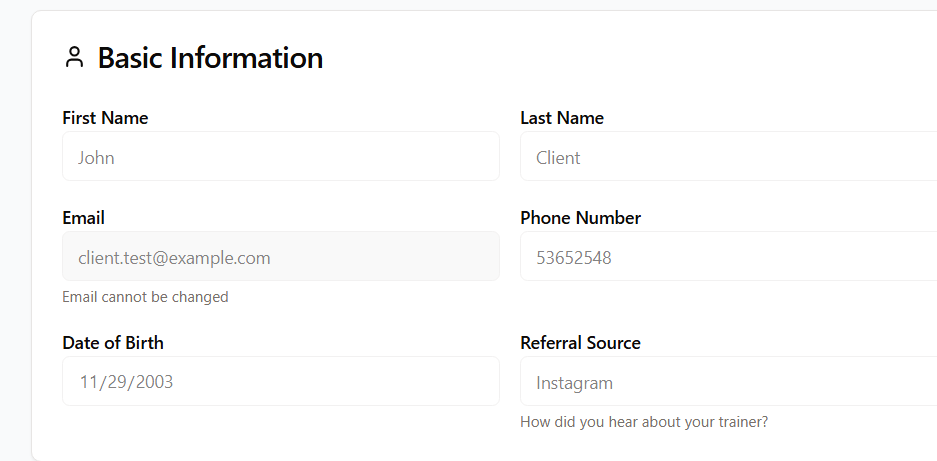 Basic Information
First Name
Last Name
John
Client
Email
Phone Number
client.test@example.com
53652548
Email cannot be changed
Date of Birth
Referral Source
11/29/2003
Instagram
How did you hear about your trainer?